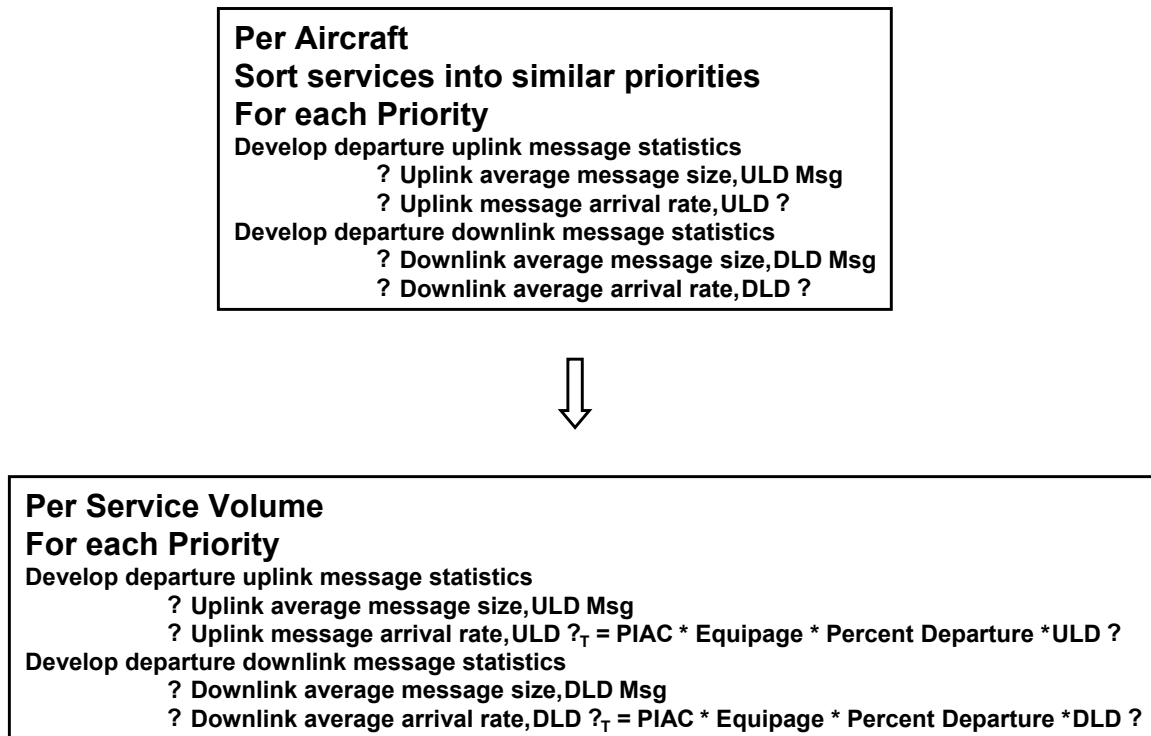 Per Aircraft
Sort services into similar priorities
For each Priority
Develop departure uplink message statistics
? Uplink average message size,ULD Msg
? Uplink message arrival rate,ULD ?
Develop departure downlink message statistics
? Downlink average message size,DLD Msg
? Downlink average arrival rate,DLD ?
Per Service Volume
For each Priority
Develop departure uplink message statistics
? Uplink average message size,ULD Msg
? Uplink message arrival rate,ULD ?T = PIAC * Equipage * Percent Departure *ULD ?
Develop departure downlink message statistics
? Downlink average message size,DLD Msg
? Downlink average arrival rate,DLD ?T = PIAC * Equipage * Percent Departure *DLD ?